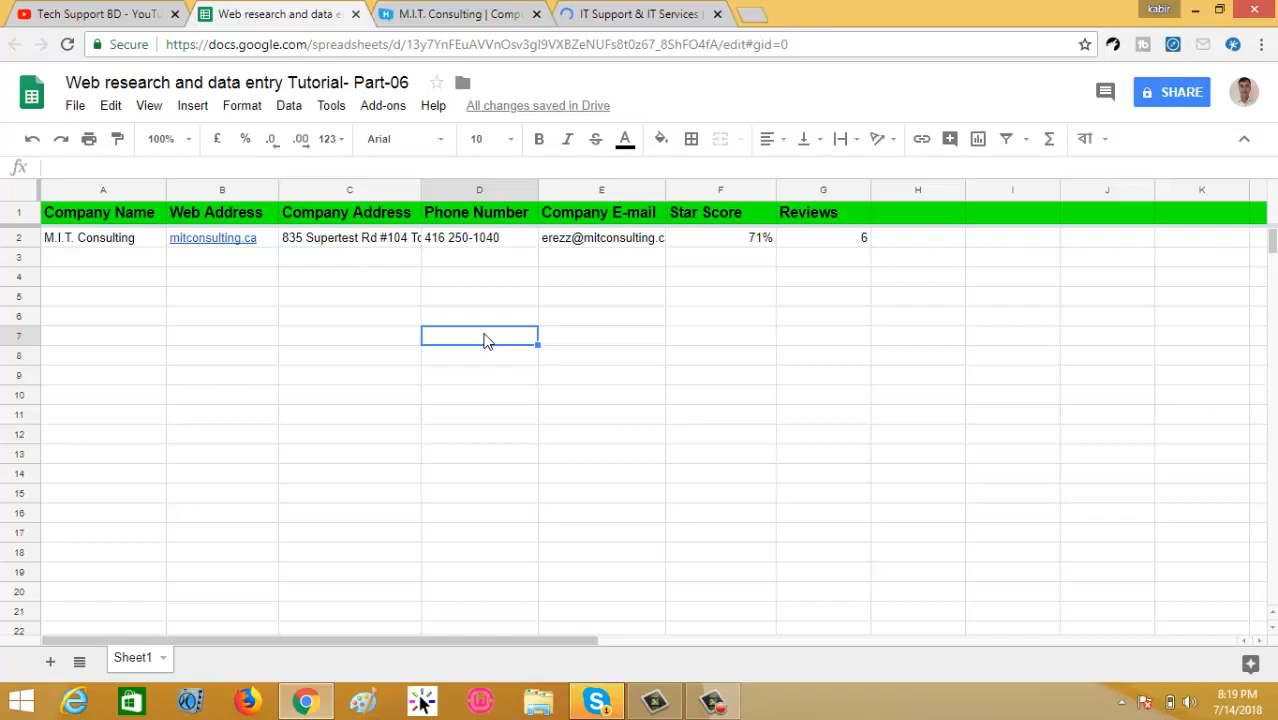 Tech Support BD - YouTu
Web research and data e
M.I.T. Consulting | Compu
IT Support & IT Services
kabir
Secure
https://docs.google.com/spreadsheets/d/13y7YnFEuAVVnOsv3gI9VXBZeNUFs8t0z67_8ShFO4fA/edit#gid=0
Web research and data entry Tutorial- Part-06
File Edit View Insert Format Data Tools Add-ons Help All changes saved in Drive
SHARE
100% £ % .0 .00 123 Arial 10 B I S A Σ বা
fx
A B C D E F G H I J K
1 Company Name Web Address Company Address Phone Number Company E-mail Star Score Reviews
2 M.I.T. Consulting mitconsulting.ca 835 Supertest Rd #104 To 416 250-1040 erezz@mitconsulting.c 71% 6
3
4
5
6
7
8
9
10
11
12
13
14
15
16
17
18
19
20
21
22
Sheet1
8:19 PM
7/14/2018